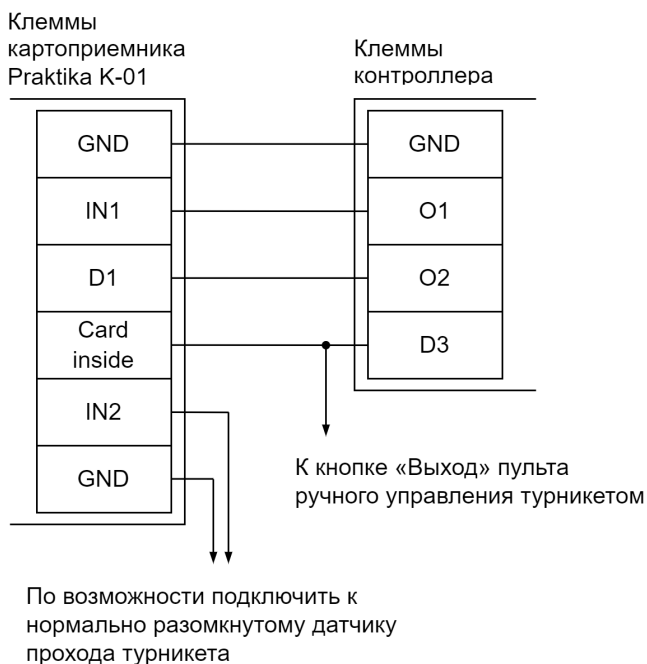 Клеммы
картоприемника
Praktika K-01
Клеммы
контроллера
GND
IN1
D1
Card
inside
IN2
GND
GND
O1
O2
D3
К кнопке «Выход» пульта
ручного управления турникетом
По возможности подключить к
нормально разомкнутому датчику
прохода турникета